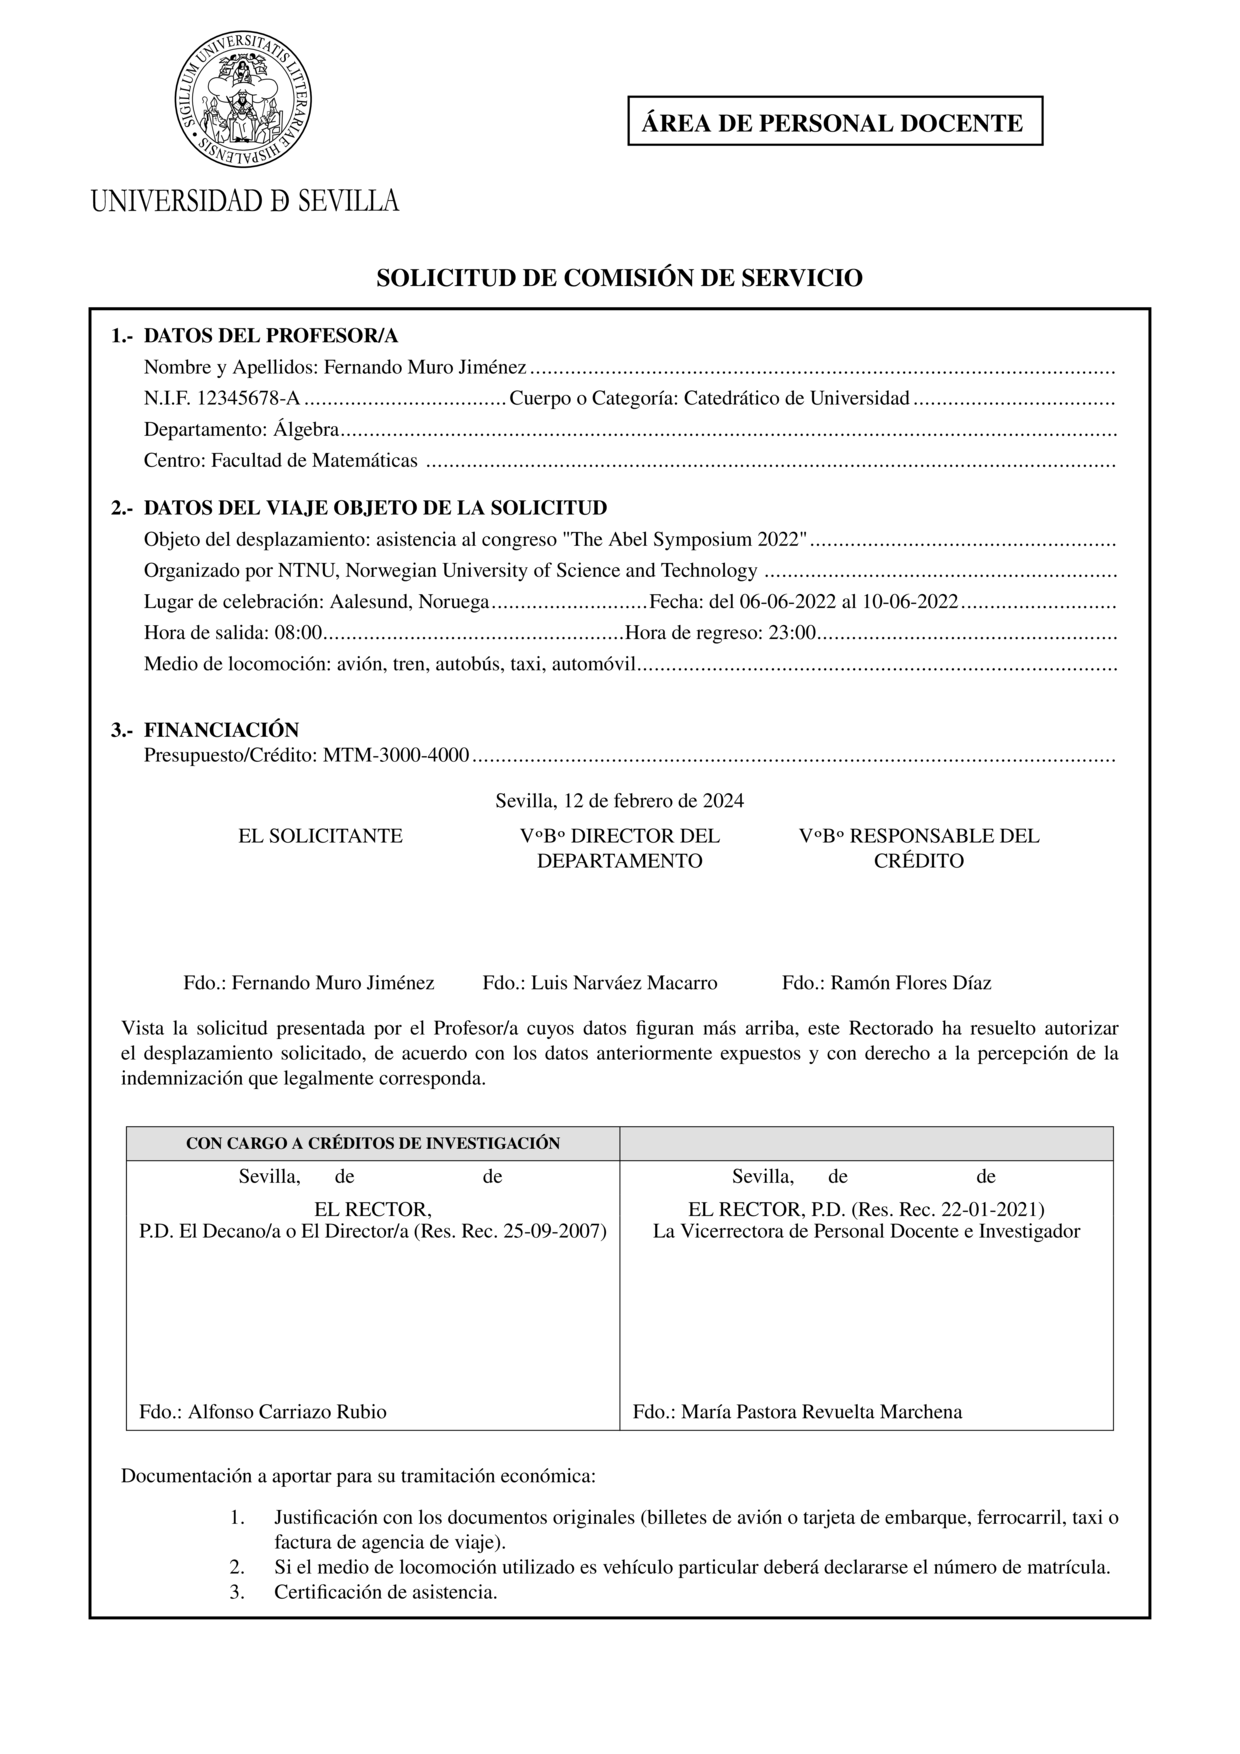 SIGILLUM UNIVERSITATIS LITTERARIAE HISPALENSIS
ÁREA DE PERSONAL DOCENTE
UNIVERSIDAD DE SEVILLA
SOLICITUD DE COMISIÓN DE SERVICIO
1.- DATOS DEL PROFESOR/A
Nombre y Apellidos: Fernando Muro Jiménez
N.I.F. 12345678-A Cuerpo o Categoría: Catedrático de Universidad
Departamento: Álgebra
Centro: Facultad de Matemáticas
2.- DATOS DEL VIAJE OBJETO DE LA SOLICITUD
Objeto del desplazamiento: asistencia al congreso "The Abel Symposium 2022"
Organizado por NTNU, Norwegian University of Science and Technology
Lugar de celebración: Aalesund, Noruega Fecha: del 06-06-2022 al 10-06-2022
Hora de salida: 08:00 Hora de regreso: 23:00
Medio de locomoción: avión, tren, autobús, taxi, automóvil
3.- FINANCIACIÓN
Presupuesto/Crédito: MTM-3000-4000
Sevilla, 12 de febrero de 2024
EL SOLICITANTE VºBº DIRECTOR DEL VºBº RESPONSABLE DEL
DEPARTAMENTO CRÉDITO
Fdo.: Fernando Muro Jiménez Fdo.: Luis Narváez Macarro Fdo.: Ramón Flores Díaz
Vista la solicitud presentada por el Profesor/a cuyos datos figuran más arriba, este Rectorado ha resuelto autorizar
el desplazamiento solicitado, de acuerdo con los datos anteriormente expuestos y con derecho a la percepción de la
indemnización que legalmente corresponda.
CON CARGO A CRÉDITOS DE INVESTIGACIÓN
Sevilla, de de
EL RECTOR,
P.D. El Decano/a o El Director/a (Res. Rec. 25-09-2007)
Fdo.: Alfonso Carriazo Rubio
Sevilla, de de
EL RECTOR, P.D. (Res. Rec. 22-01-2021)
La Vicerrectora de Personal Docente e Investigador
Fdo.: María Pastora Revuelta Marchena
Documentación a aportar para su tramitación económica:
1. Justificación con los documentos originales (billetes de avión o tarjeta de embarque, ferrocarril, taxi o
factura de agencia de viaje).
2. Si el medio de locomoción utilizado es vehículo particular deberá declararse el número de matrícula.
3. Certificación de asistencia.